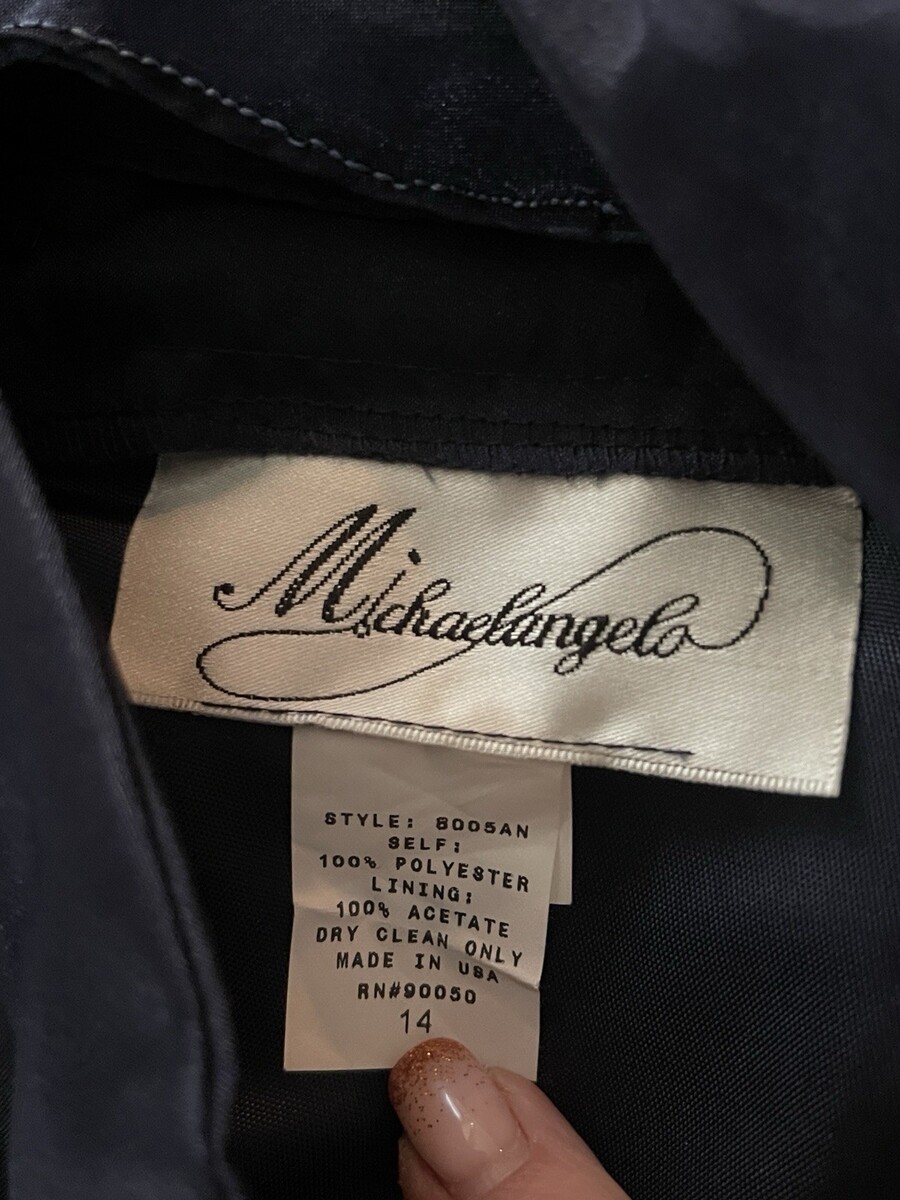 Michaelangelo
STYLE: 8005AN
SELF:
100% POLYESTER
LINING:
100% ACETATE
DRY CLEAN ONLY
MADE IN USA
RN#90050
14